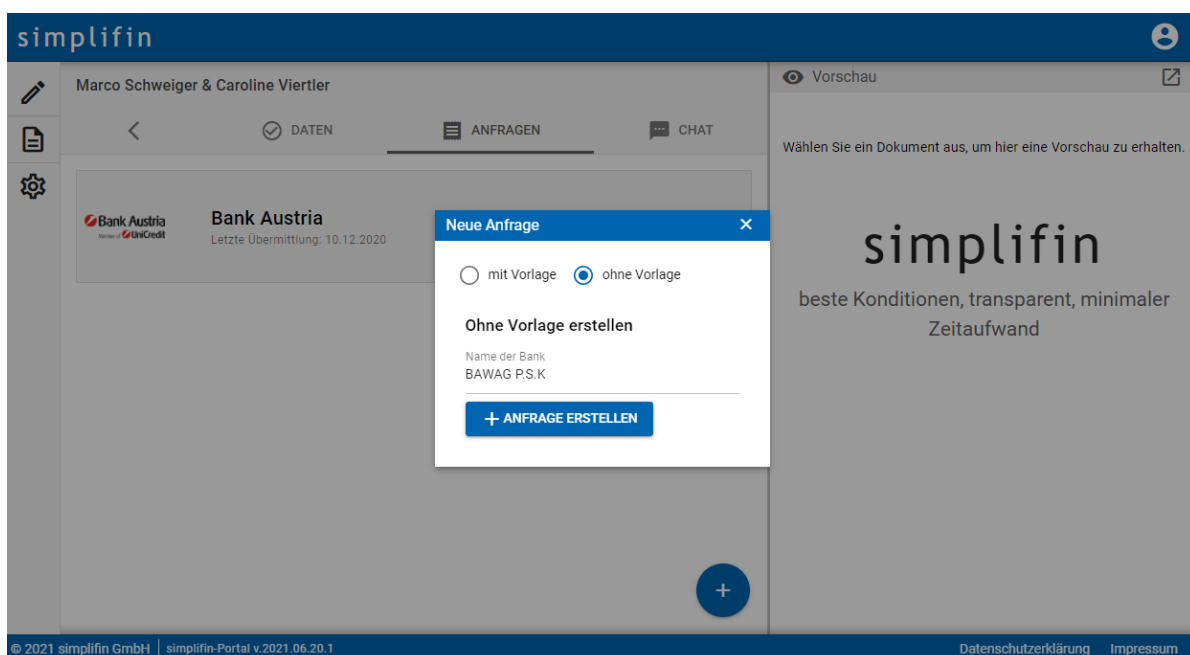 simplifin
Marco Schweiger & Caroline Viertler
DATEN
ANFRAGEN
CHAT
Bank Austria
Member of UniCredit
Bank Austria
Letzte Übermittlung: 10.12.2020
Neue Anfrage
mit Vorlage
ohne Vorlage
Ohne Vorlage erstellen
Name der Bank
BAWAG P.S.K
+ ANFRAGE ERSTELLEN
Vorschau
Wählen Sie ein Dokument aus, um hier eine Vorschau zu erhalten.
simplifin
beste Konditionen, transparent, minimaler
Zeitaufwand
© 2021 simplifin GmbH | simplifin-Portal v.2021.06.20.1
Datenschutzerklärung
Impressum